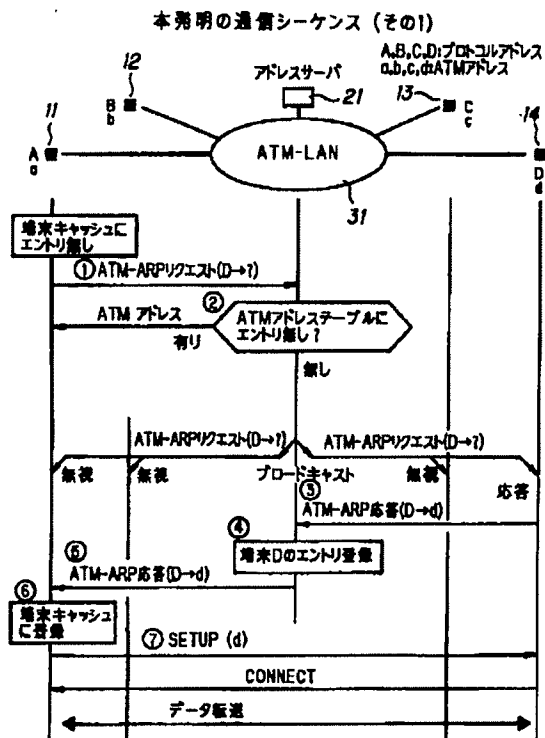 本発明の通信シーケンス (その1)
A,B,C,D:プロトコルアドレス
a,b,c,d:ATMアドレス
アドレスサーバ
12
21
13
B
b
C
c
11
14
A
a
ATM-LAN
D
d
31
端末キャッシュに
エントリ無し
① ATM-ARPリクエスト(D→?)
②
ATM アドレス
ATMアドレステーブルに
エントリ無し?
有り
無し
ATM-ARPリクエスト(D→?)
ATM-ARPリクエスト(D→?)
無視
無視
ブロードキャスト
無視
応答
③
ATM-ARP応答(D→d)
④
端末Dのエントリ登録
⑤
ATM-ARP応答(D→d)
⑥
端末キャッシュ
に登録
⑦ SETUP (d)
CONNECT
データ転送